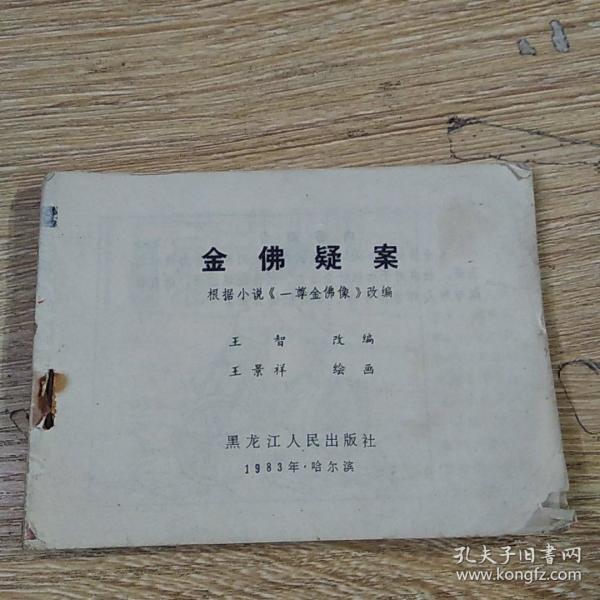 金佛疑案
根据小说《一尊金佛像》改编
王智 改编
王景祥 绘画
黑龙江人民出版社
1983年·哈尔滨
孔夫子旧书网
www.kongfz.com